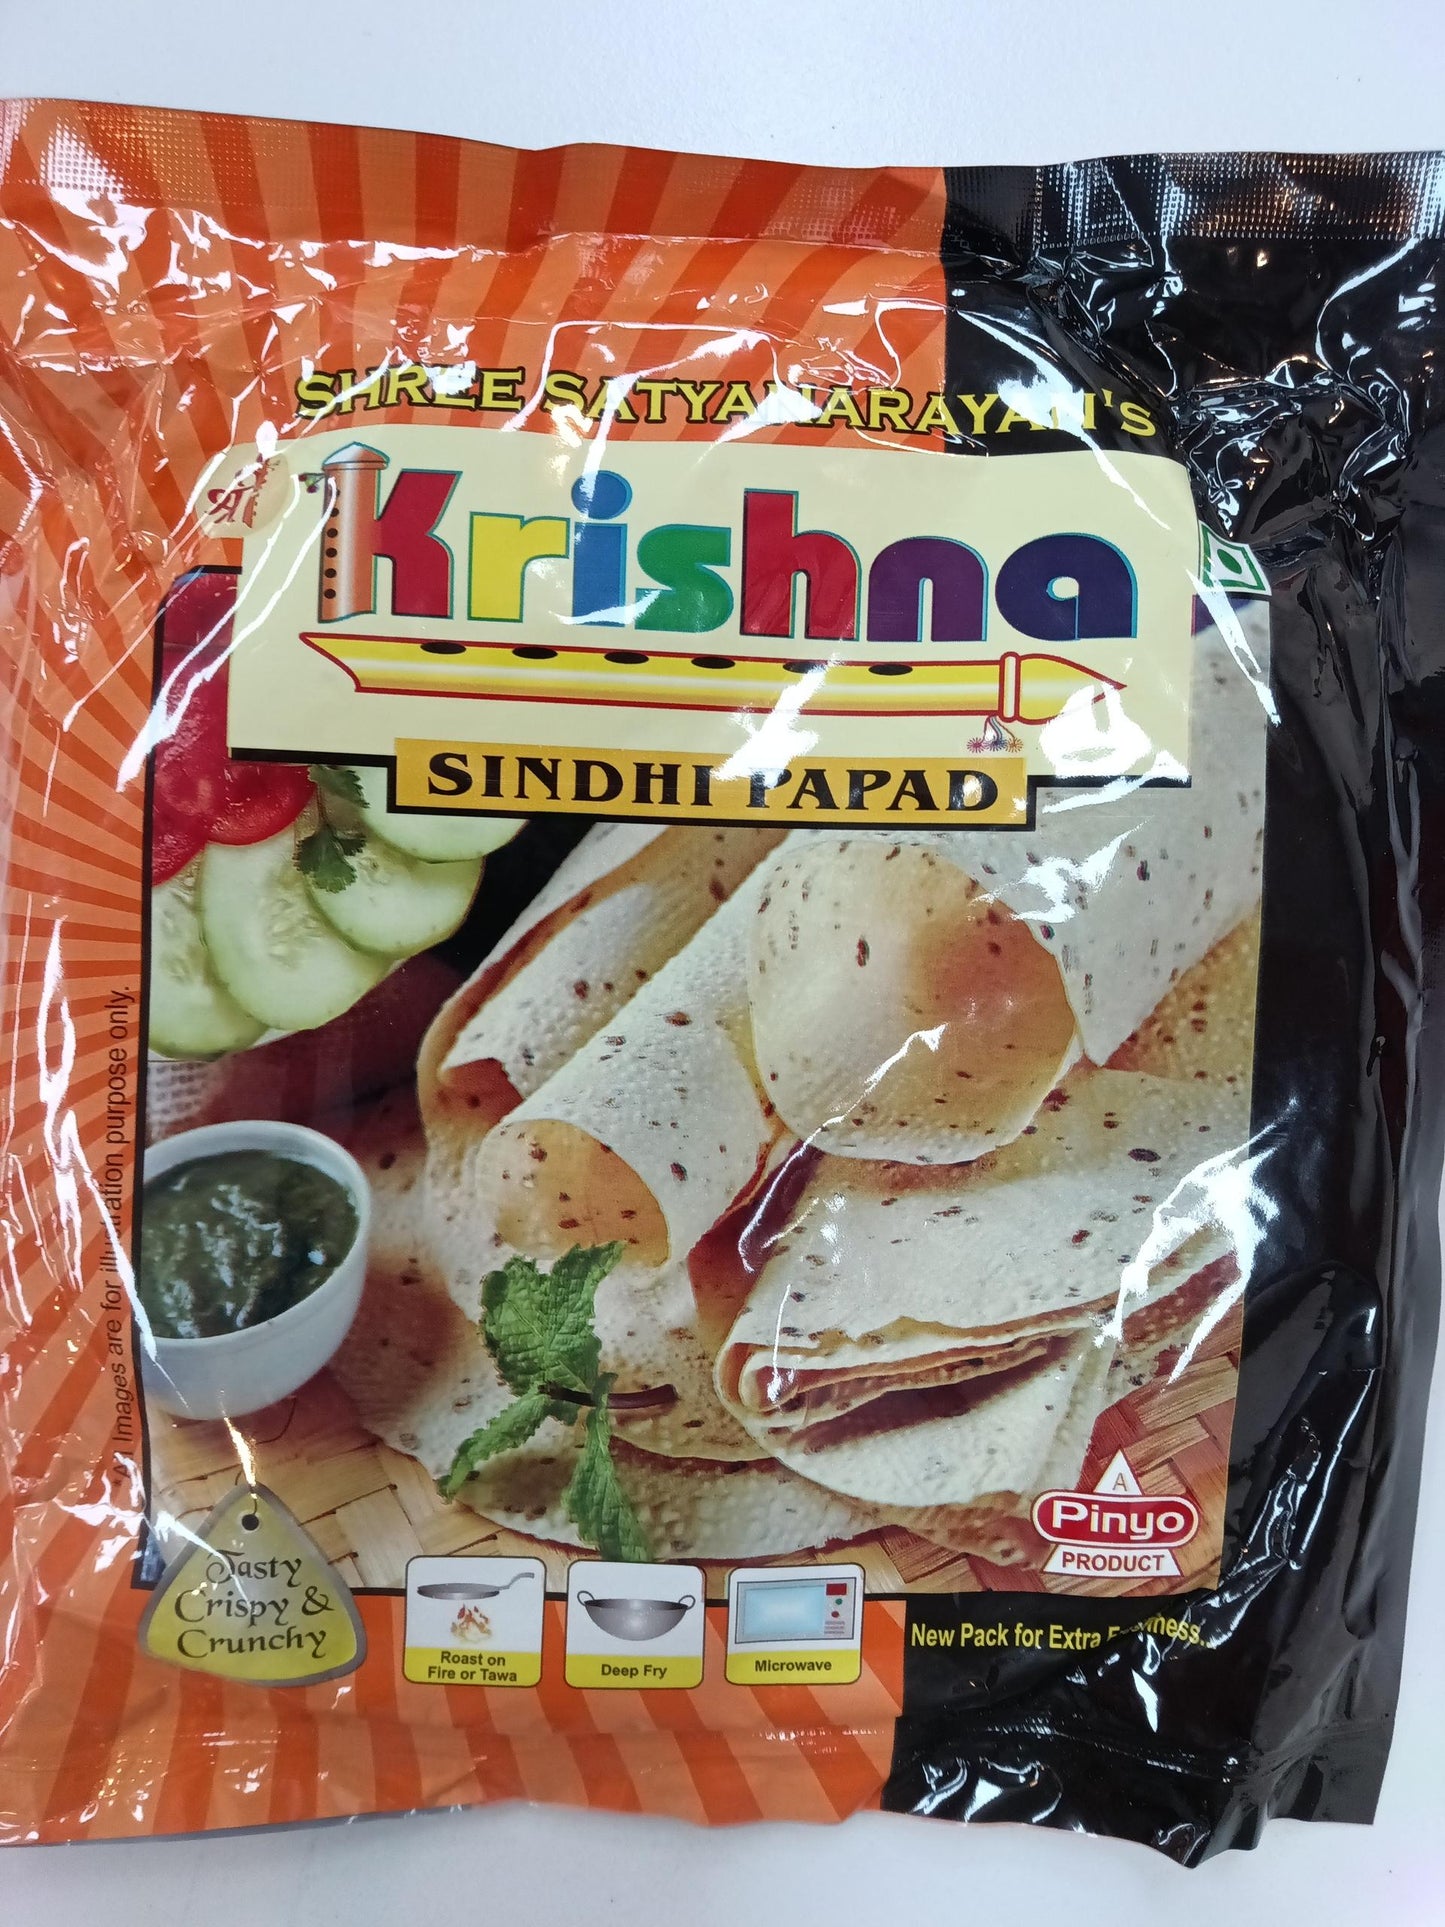 SHREE SATYANARAYAN'S
श्री
Krishna
SINDHI PAPAD
*All Images are for illustration purpose only.
A
Pinyo
PRODUCT
Tasty
Crispy &
Crunchy
Roast on
Fire or Tawa
Deep Fry
Microwave
New Pack for Extra Freshness..